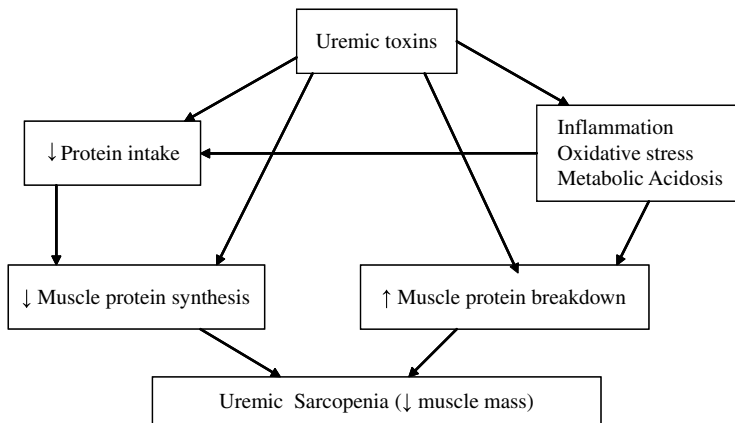 Uremic toxins
↓ Protein intake
Inflammation
Oxidative stress
Metabolic Acidosis
↓ Muscle protein synthesis
↑ Muscle protein breakdown
Uremic Sarcopenia (↓ muscle mass)